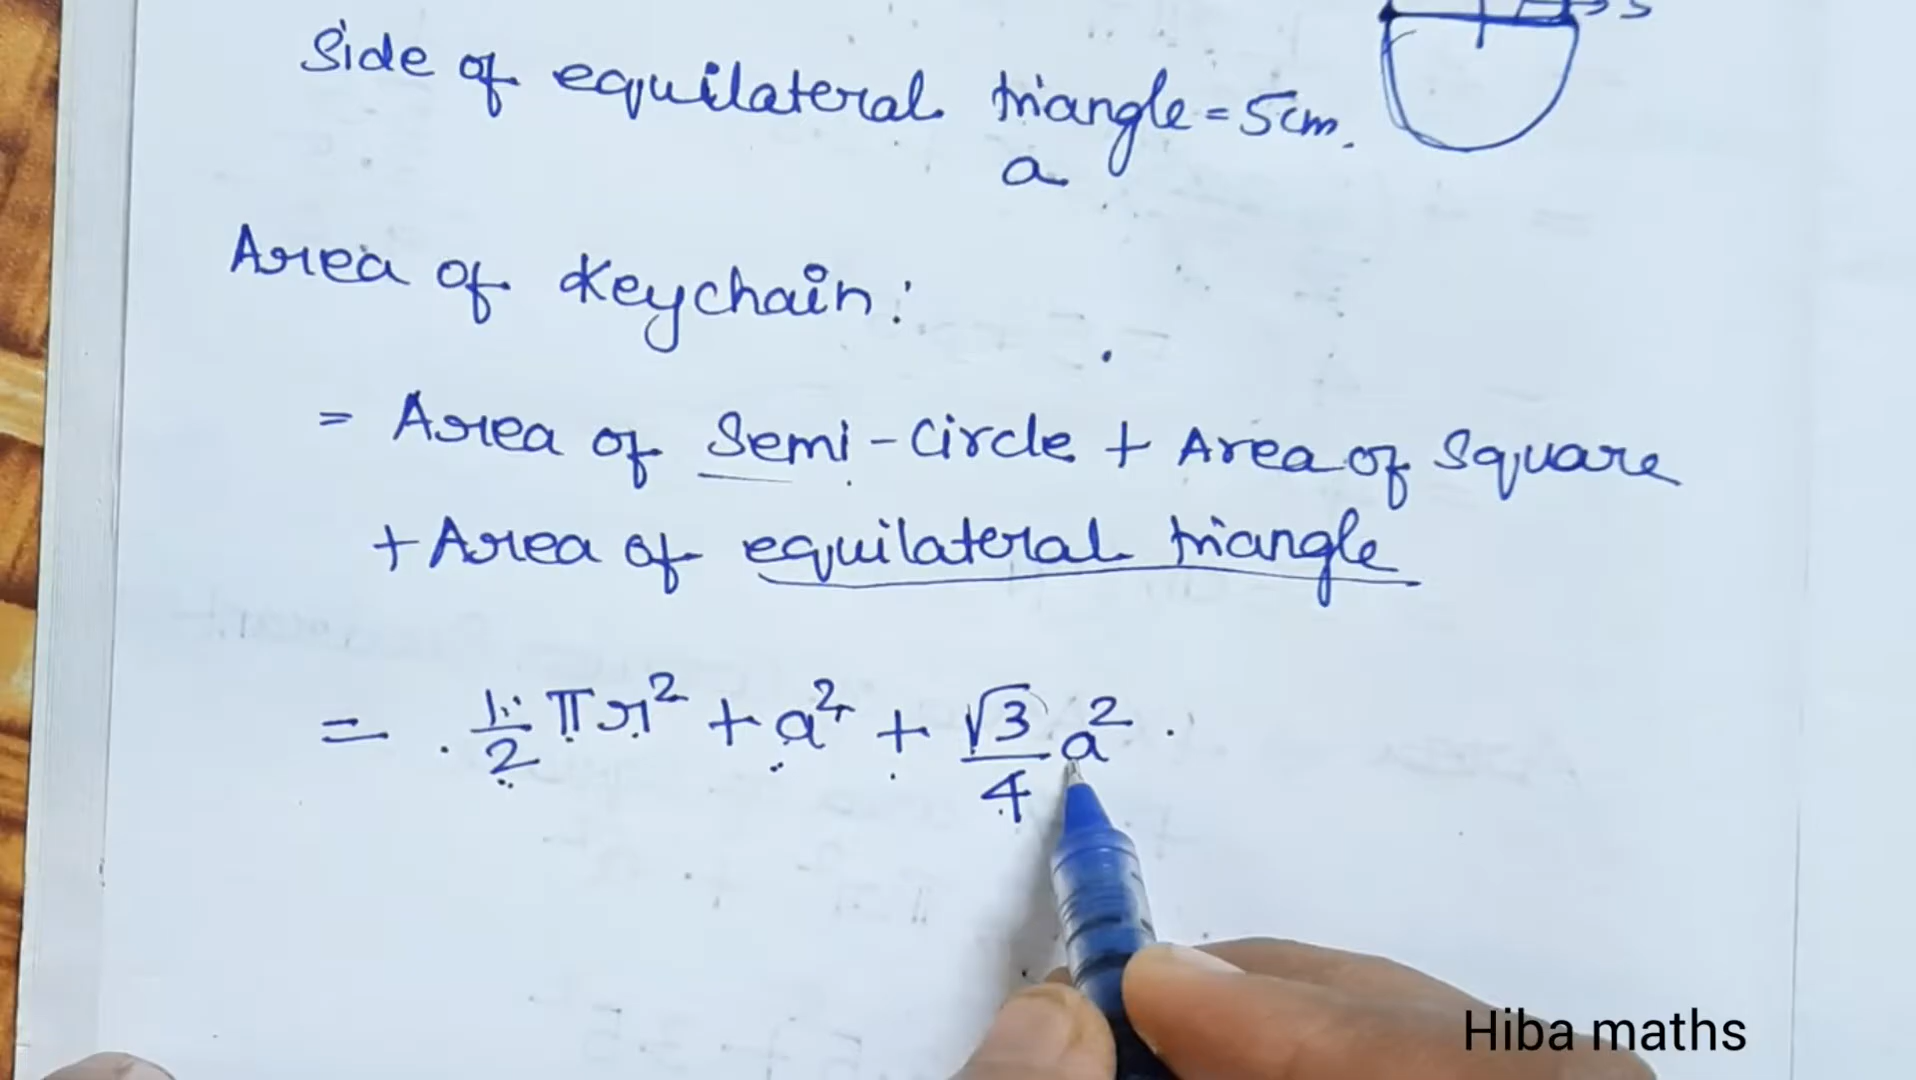 Side of equilateral triangle = 5cm.
a
Area of Keychain:
= Area of Semi-Circle + Area of Square
+ Area of equilateral triangle
= 1/2 πr² + a² + √3/4 a²
Hiba maths